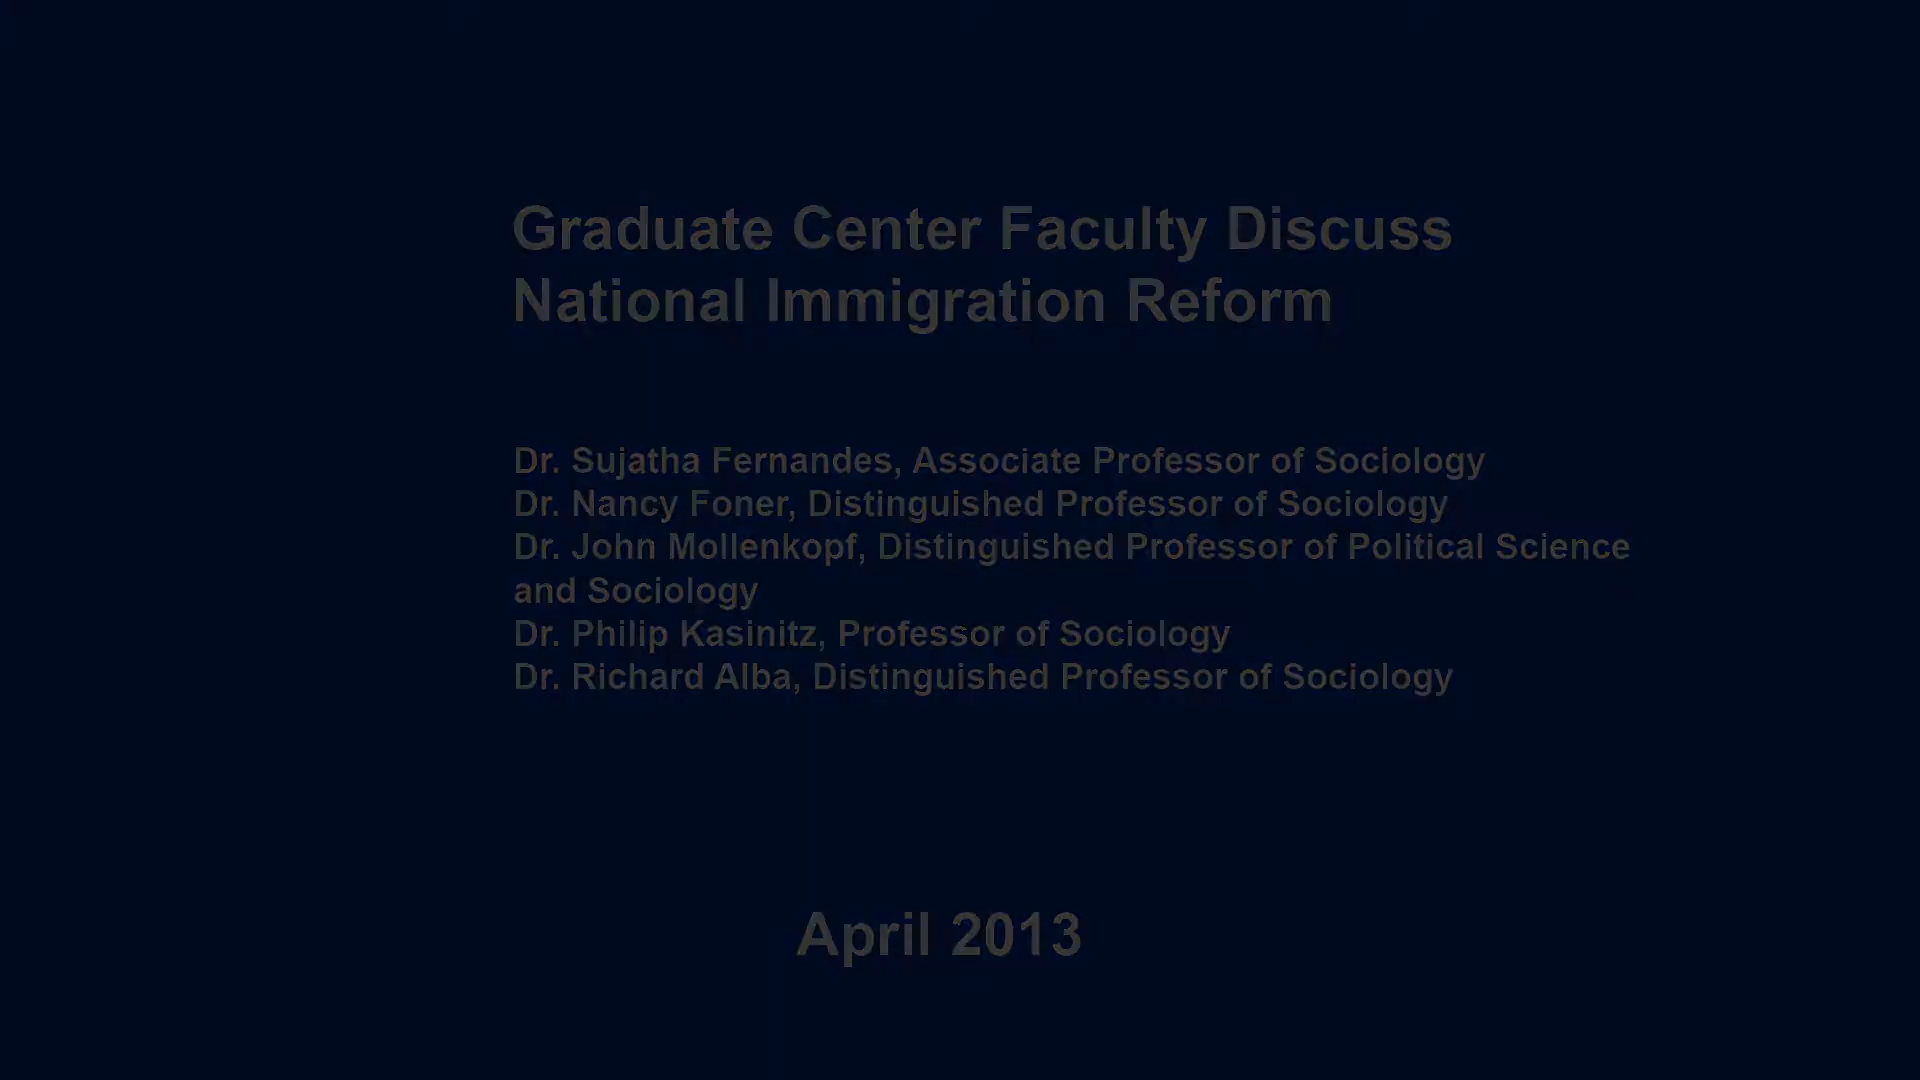 Graduate Center Faculty Discuss
National Immigration Reform
Dr. Sujatha Fernandes, Associate Professor of Sociology
Dr. Nancy Foner, Distinguished Professor of Sociology
Dr. John Mollenkopf, Distinguished Professor of Political Science
and Sociology
Dr. Philip Kasinitz, Professor of Sociology
Dr. Richard Alba, Distinguished Professor of Sociology
April 2013